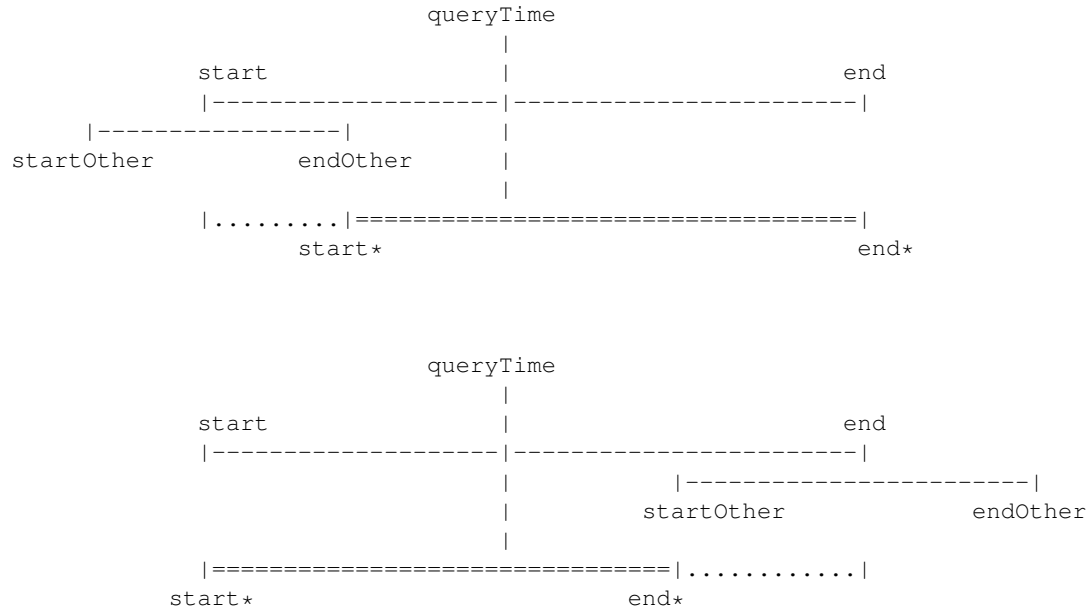 queryTime
|
start | end
|--------------------|------------------------|
|-----------------| |
startOther endOther |
|
|.........|===================================|
start* end*
queryTime
|
start | end
|--------------------|------------------------|
| |------------------------|
| startOther endOther
|
|================================|............|
start* end*